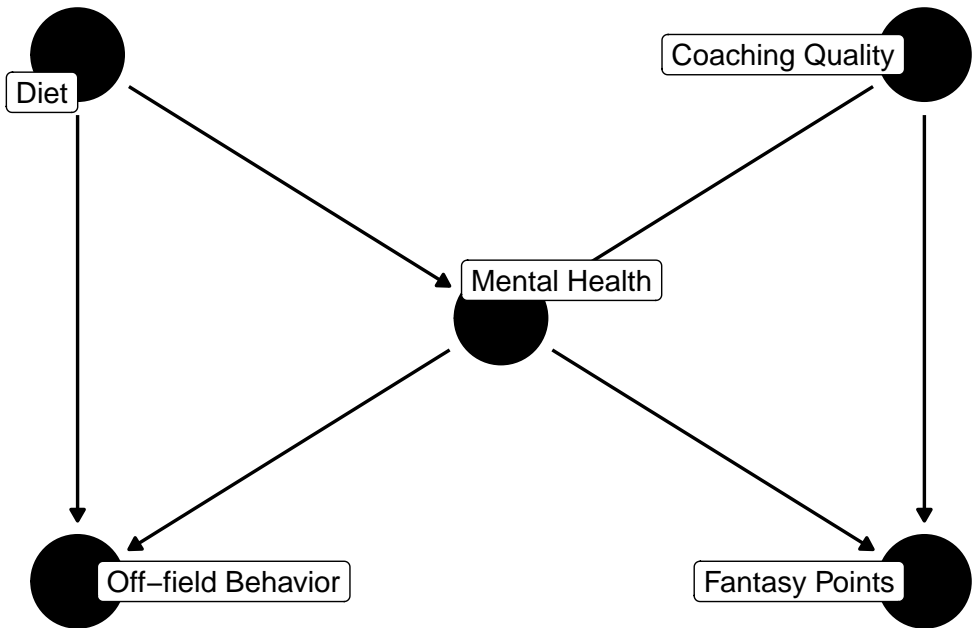 Coaching Quality
Diet
Mental Health
Off−field Behavior
Fantasy Points